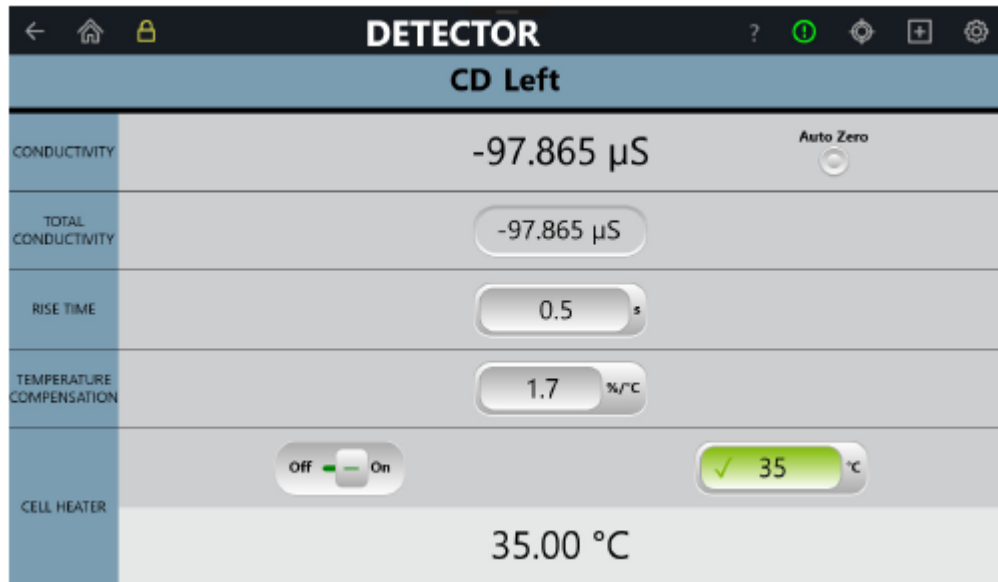 DETECTOR ?
CD Left
CONDUCTIVITY -97.865 µS Auto Zero
TOTAL
CONDUCTIVITY
-97.865 µS
RISE TIME 0.5 s
TEMPERATURE
COMPENSATION
1.7 %/°C
Off On 35 °C
CELL HEATER
35.00 °C